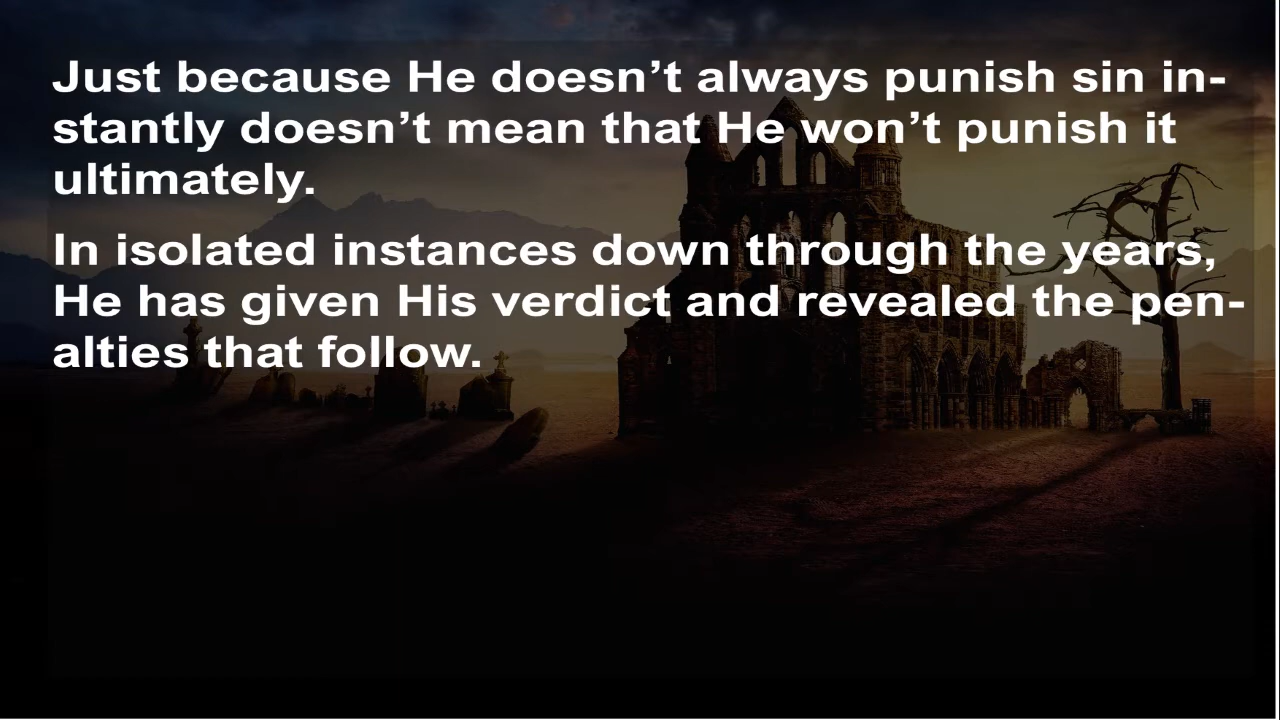 Just because He doesn’t always punish sin in-
stantly doesn’t mean that He won’t punish it
ultimately.
In isolated instances down through the years,
He has given His verdict and revealed the pen-
alties that follow.